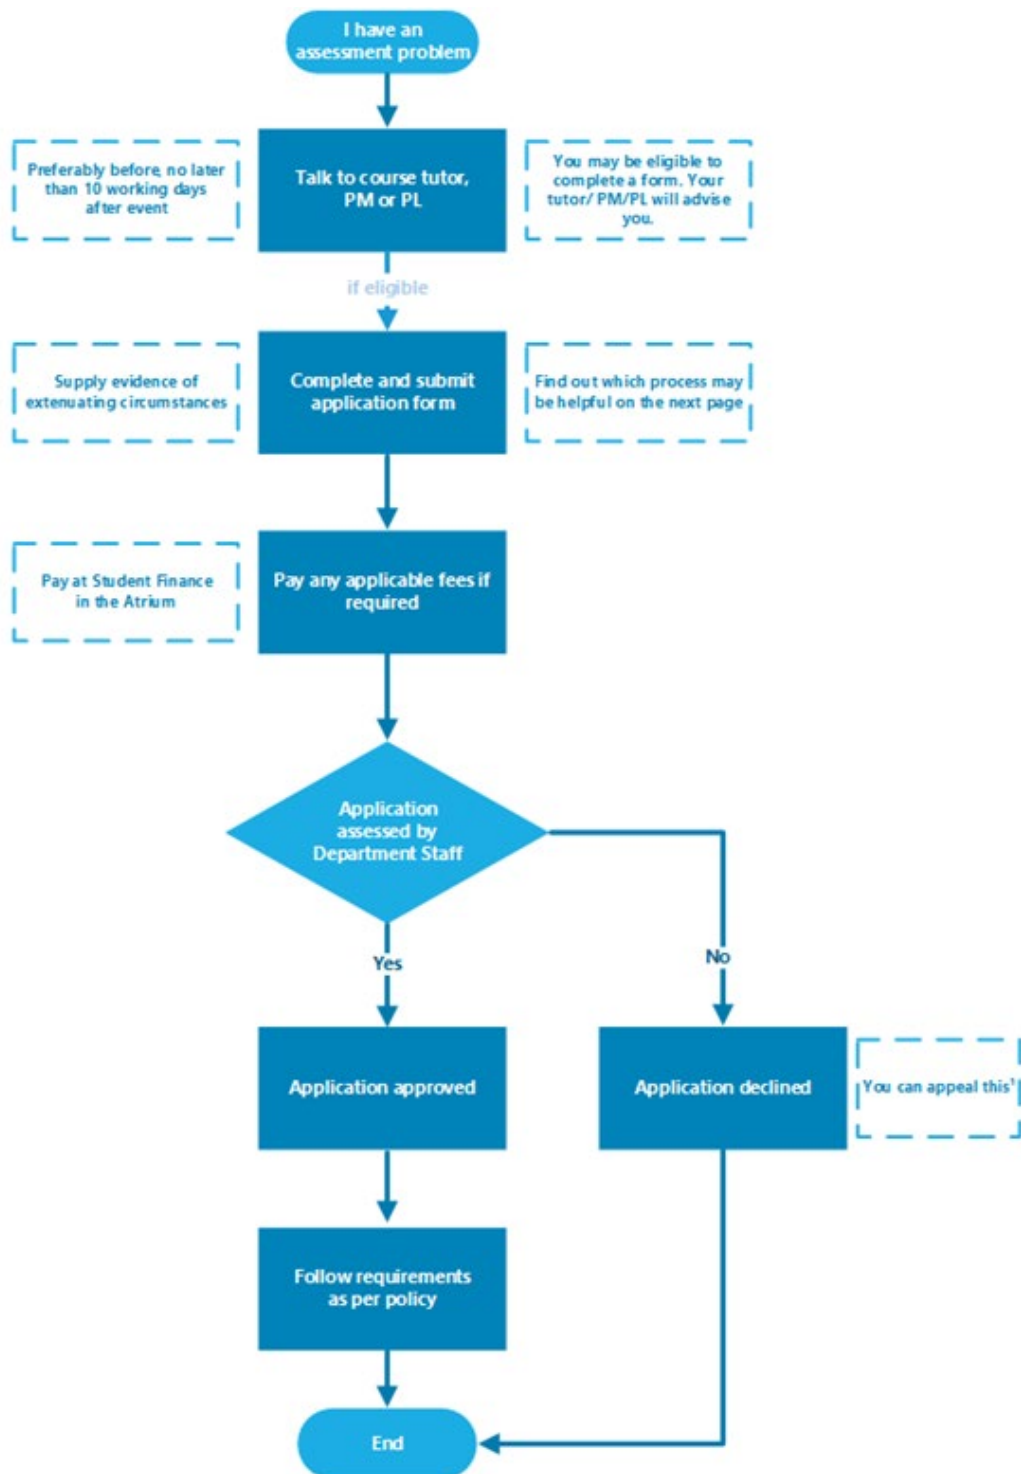 I have an
assessment problem
Preferably before, no later
than 10 working days
after event
Talk to course tutor,
PM or PL
You may be eligible to
complete a form. Your
tutor/ PM/PL will advise
you.
if eligible
Supply evidence of
extenuating circumstances
Complete and submit
application form
Find out which process may
be helpful on the next page
Pay at Student Finance
in the Atrium
Pay any applicable fees if
required
Application
assessed by
Department Staff
Yes
No
Application approved
Application declined
You can appeal this¹
Follow requirements
as per policy
End